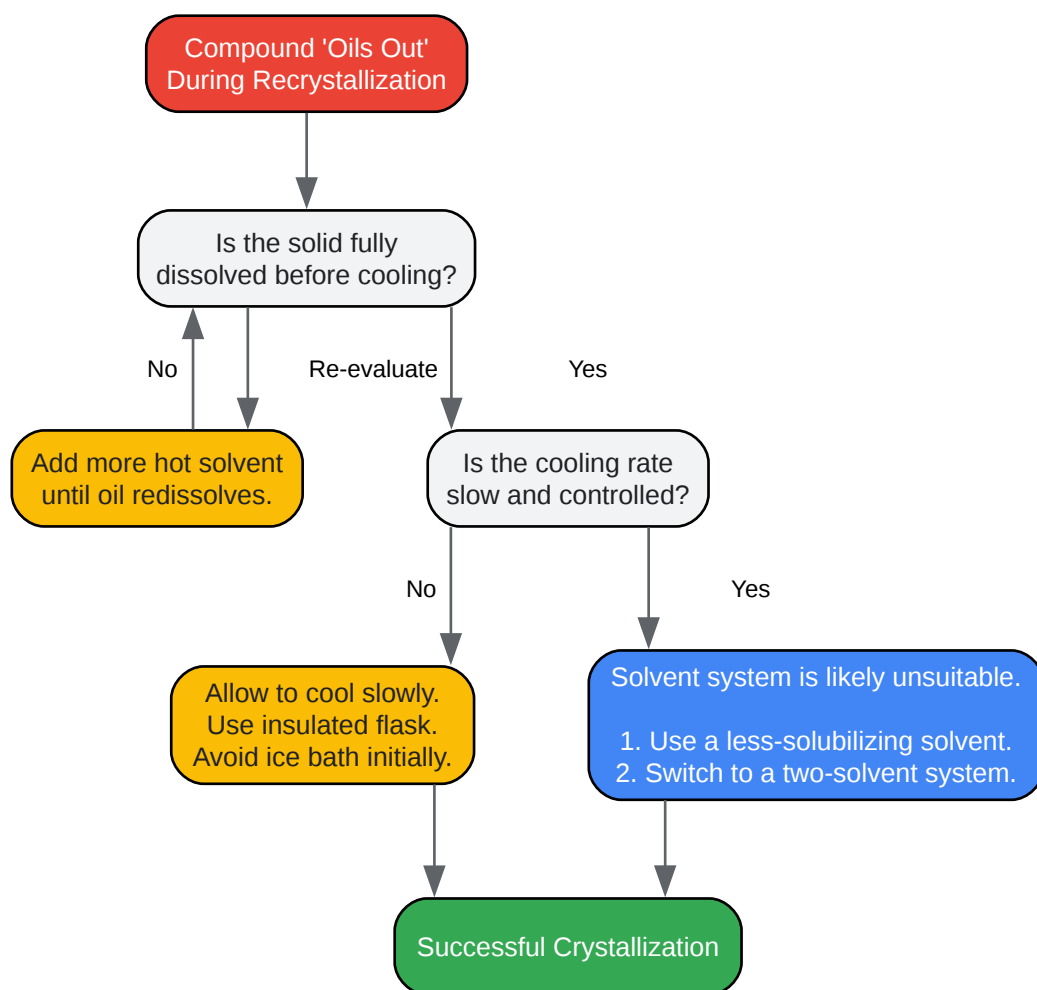 Compound 'Oils Out'
During Recrystallization
Is the solid fully
dissolved before cooling?
No
Re-evaluate
Yes
Add more hot solvent
until oil redissolves.
Is the cooling rate
slow and controlled?
No
Yes
Allow to cool slowly.
Use insulated flask.
Avoid ice bath initially.
Solvent system is likely unsuitable.
1. Use a less-solubilizing solvent.
2. Switch to a two-solvent system.
Successful Crystallization